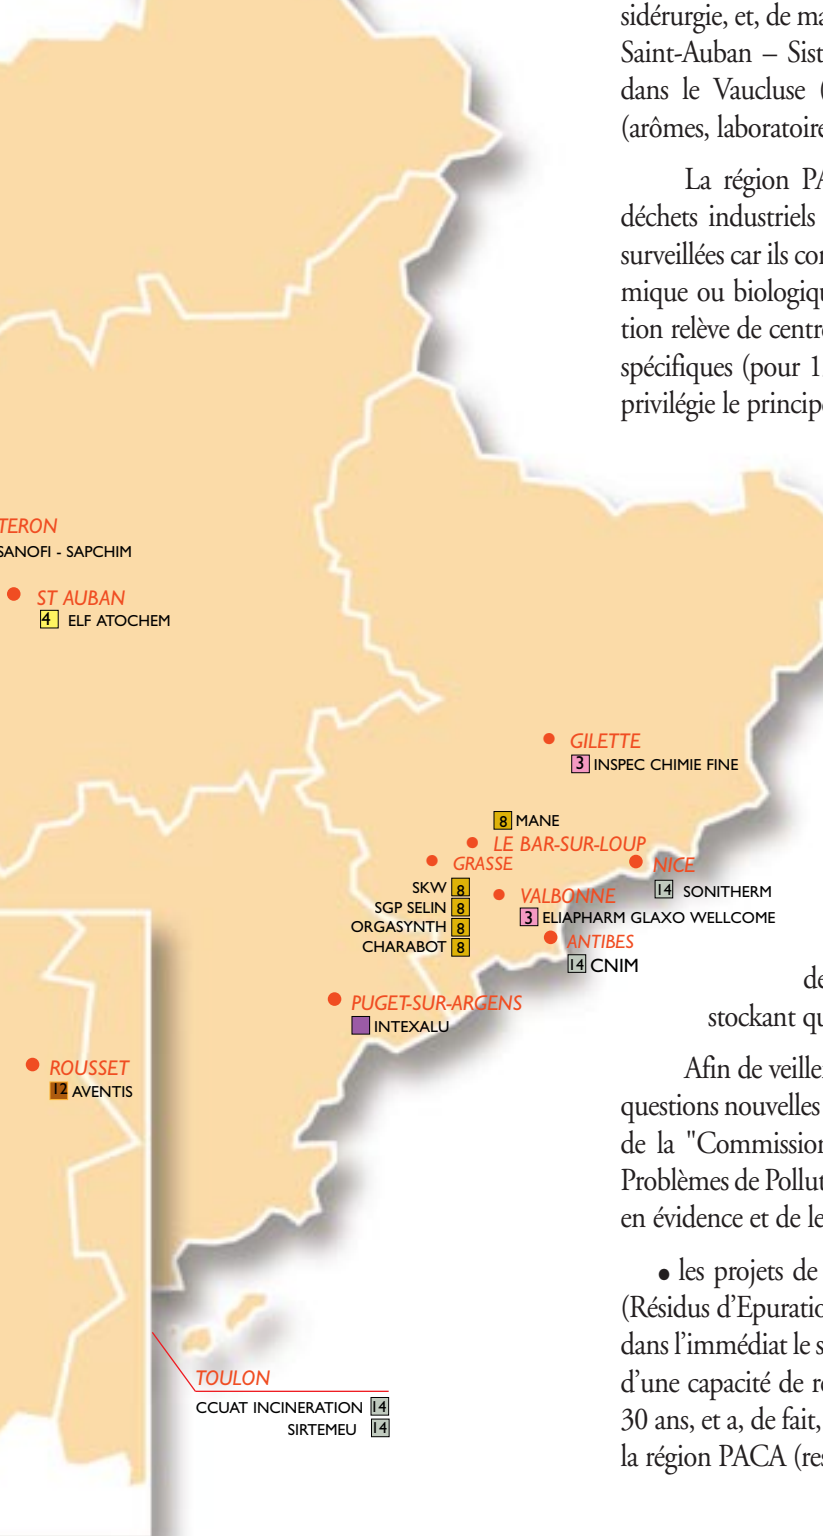 sidérurgie, et, de ma
Saint-Auban – Sist
dans le Vaucluse (
(arômes, laboratoire
La région PA
déchets industriels
surveillées car ils con
mique ou biologiqu
tion relève de centr
spécifiques (pour 1
privilégie le princip
TERON
SANOFI - SAPCHIM
ST AUBAN
4 ELF ATOCHEM
GILETTE
3 INSPEC CHIMIE FINE
8 MANE
LE BAR-SUR-LOUP
GRASSE
NICE
SKW 8
14 SONITHERM
VALBONNE
SGP SELIN 8
3 ELIAPHARM GLAXO WELLCOME
ORGASYNTH 8
ANTIBES
CHARABOT 8
14 CNIM
de
PUGET-SUR-ARGENS
stockant qu
INTEXALU
ROUSSET
12 AVENTIS
Afin de veille
questions nouvelles
de la "Commission
Problèmes de Pollut
en évidence et de le
• les projets de
(Résidus d'Epuratio
dans l'immédiat le s
d'une capacité de r
30 ans, et a, de fait,
la région PACA (re
TOULON
CCUAT INCINERATION 14
SIRTEMEU 14